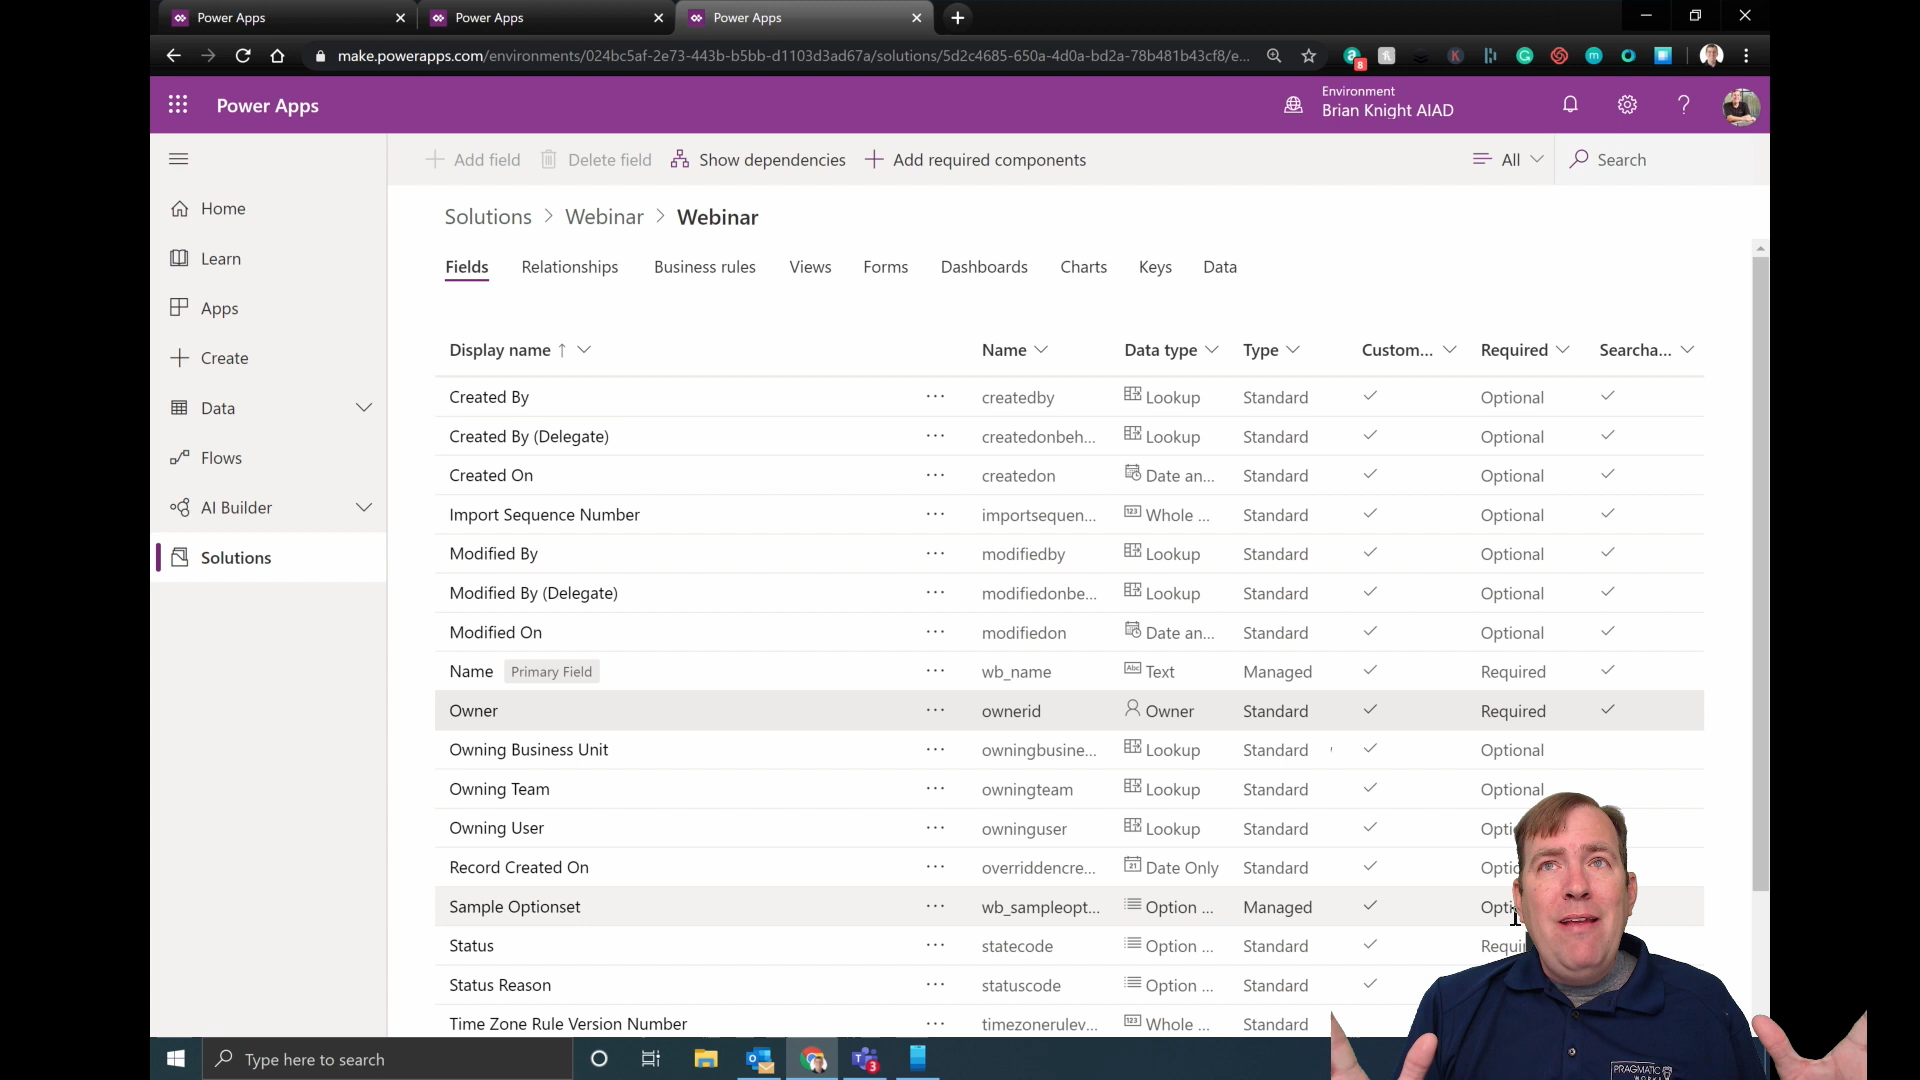 Power Apps
Power Apps
Power Apps
make.powerapps.com/environments/024bc5af-2e73-443b-b5bb-d1103d3ad67a/solutions/5d2c4685-650a-4d0a-bd2a-78b481b43cf8/e...
8
Power Apps
Environment
Brian Knight AIAD
Add field
Delete field
Show dependencies
Add required components
All
Search
Home
Learn
Apps
Create
Data
Flows
AI Builder
Solutions
Solutions > Webinar > Webinar
Fields Relationships Business rules Views Forms Dashboards Charts Keys Data
Display name Name Data type Type Custom... Required Searcha...
Created By ... createdby Lookup Standard Optional
Created By (Delegate) ... createdonbeh... Lookup Standard Optional
Created On ... createdon Date an... Standard Optional
Import Sequence Number ... importsequen... Whole ... Standard Optional
Modified By ... modifiedby Lookup Standard Optional
Modified By (Delegate) ... modifiedonbe... Lookup Standard Optional
Modified On ... modifiedon Date an... Standard Optional
Name Primary Field ... wb_name Text Managed Required
Owner ... ownerid Owner Standard Required
Owning Business Unit ... owningbusine... Lookup Standard Optional
Owning Team ... owningteam Lookup Standard Optional
Owning User ... owninguser Lookup Standard Opti
Record Created On ... overriddencre... Date Only Standard Opti
Sample Optionset ... wb_sampleopt... Option ... Managed Opti
Status ... statecode Option ... Standard Requi
Status Reason ... statuscode Option ... Standard
Time Zone Rule Version Number ... timezonerulev... Whole ... Standard
Type here to search
3
PRAGMATIC